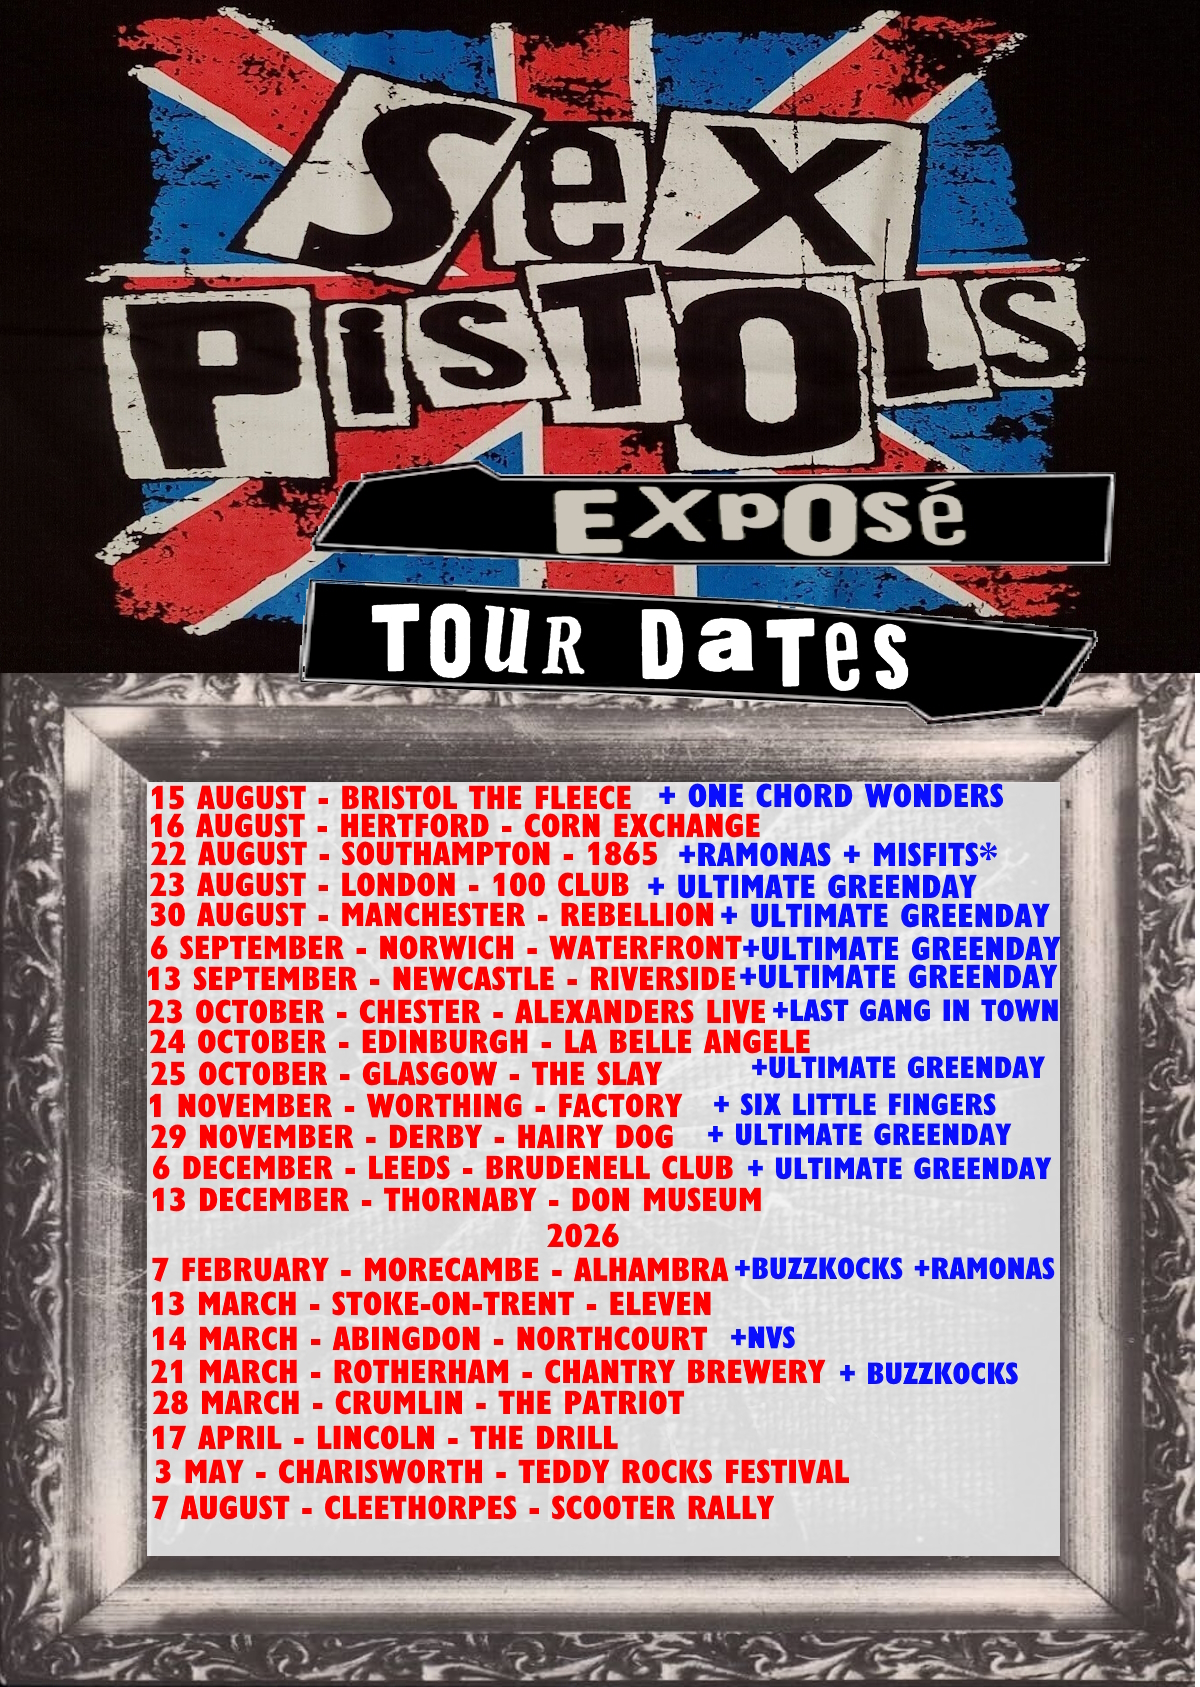 Sex
PiSTOLS
EXPOSé
TOUR DaTes
15 AUGUST - BRISTOL THE FLEECE + ONE CHORD WONDERS
16 AUGUST - HERTFORD - CORN EXCHANGE
22 AUGUST - SOUTHAMPTON - 1865 +RAMONAS + MISFITS*
23 AUGUST - LONDON - 100 CLUB + ULTIMATE GREENDAY
30 AUGUST - MANCHESTER - REBELLION + ULTIMATE GREENDAY
6 SEPTEMBER - NORWICH - WATERFRONT +ULTIMATE GREENDAY
13 SEPTEMBER - NEWCASTLE - RIVERSIDE +ULTIMATE GREENDAY
23 OCTOBER - CHESTER - ALEXANDERS LIVE +LAST GANG IN TOWN
24 OCTOBER - EDINBURGH - LA BELLE ANGELE
25 OCTOBER - GLASGOW - THE SLAY +ULTIMATE GREENDAY
1 NOVEMBER - WORTHING - FACTORY + SIX LITTLE FINGERS
29 NOVEMBER - DERBY - HAIRY DOG + ULTIMATE GREENDAY
6 DECEMBER - LEEDS - BRUDENELL CLUB + ULTIMATE GREENDAY
13 DECEMBER - THORNABY - DON MUSEUM
2026
7 FEBRUARY - MORECAMBE - ALHAMBRA +BUZZKOCKS +RAMONAS
13 MARCH - STOKE-ON-TRENT - ELEVEN
14 MARCH - ABINGDON - NORTHCOURT +NVS
21 MARCH - ROTHERHAM - CHANTRY BREWERY + BUZZKOCKS
28 MARCH - CRUMLIN - THE PATRIOT
17 APRIL - LINCOLN - THE DRILL
3 MAY - CHARISWORTH - TEDDY ROCKS FESTIVAL
7 AUGUST - CLEETHORPES - SCOOTER RALLY